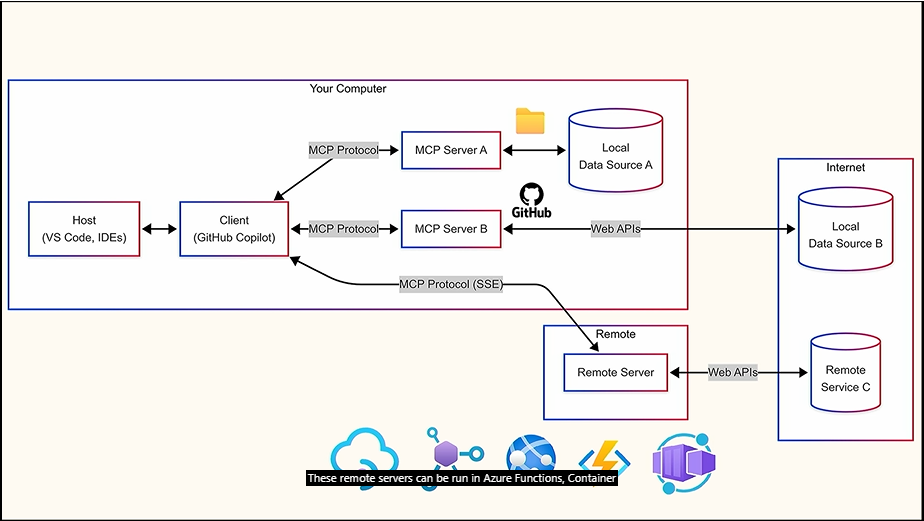 Your Computer
MCP Protocol
MCP Server A
Local
Data Source A
Internet
Host
(VS Code, IDEs)
Client
(GitHub Copilot)
MCP Protocol
MCP Server B
GitHub
Web APIs
Local
Data Source B
MCP Protocol (SSE)
Remote
Remote Server
Web APIs
Remote
Service C
These remote servers can be run in Azure Functions, Container